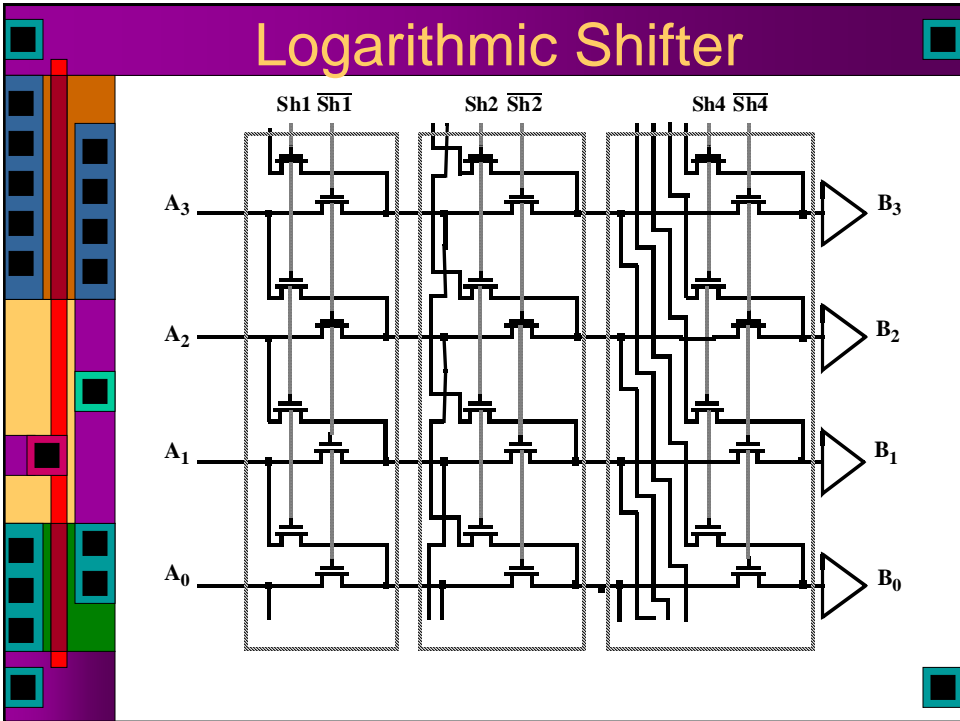 Logarithmic Shifter
Sh1 S̅h̅1̅ Sh2 S̅h̅2̅ Sh4 S̅h̅4̅
A₃ B₃
A₂ B₂
A₁ B₁
A₀ B₀